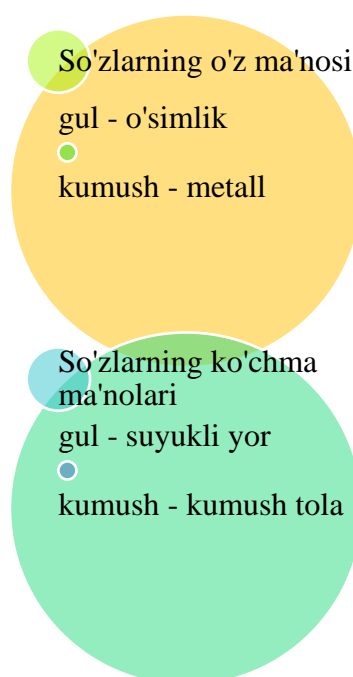 So'zlarning o'z ma'nosi
gul - o'simlik
kumush - metall
So'zlarning ko'chma
ma'nolari
gul - suyukli yor
kumush - kumush tola